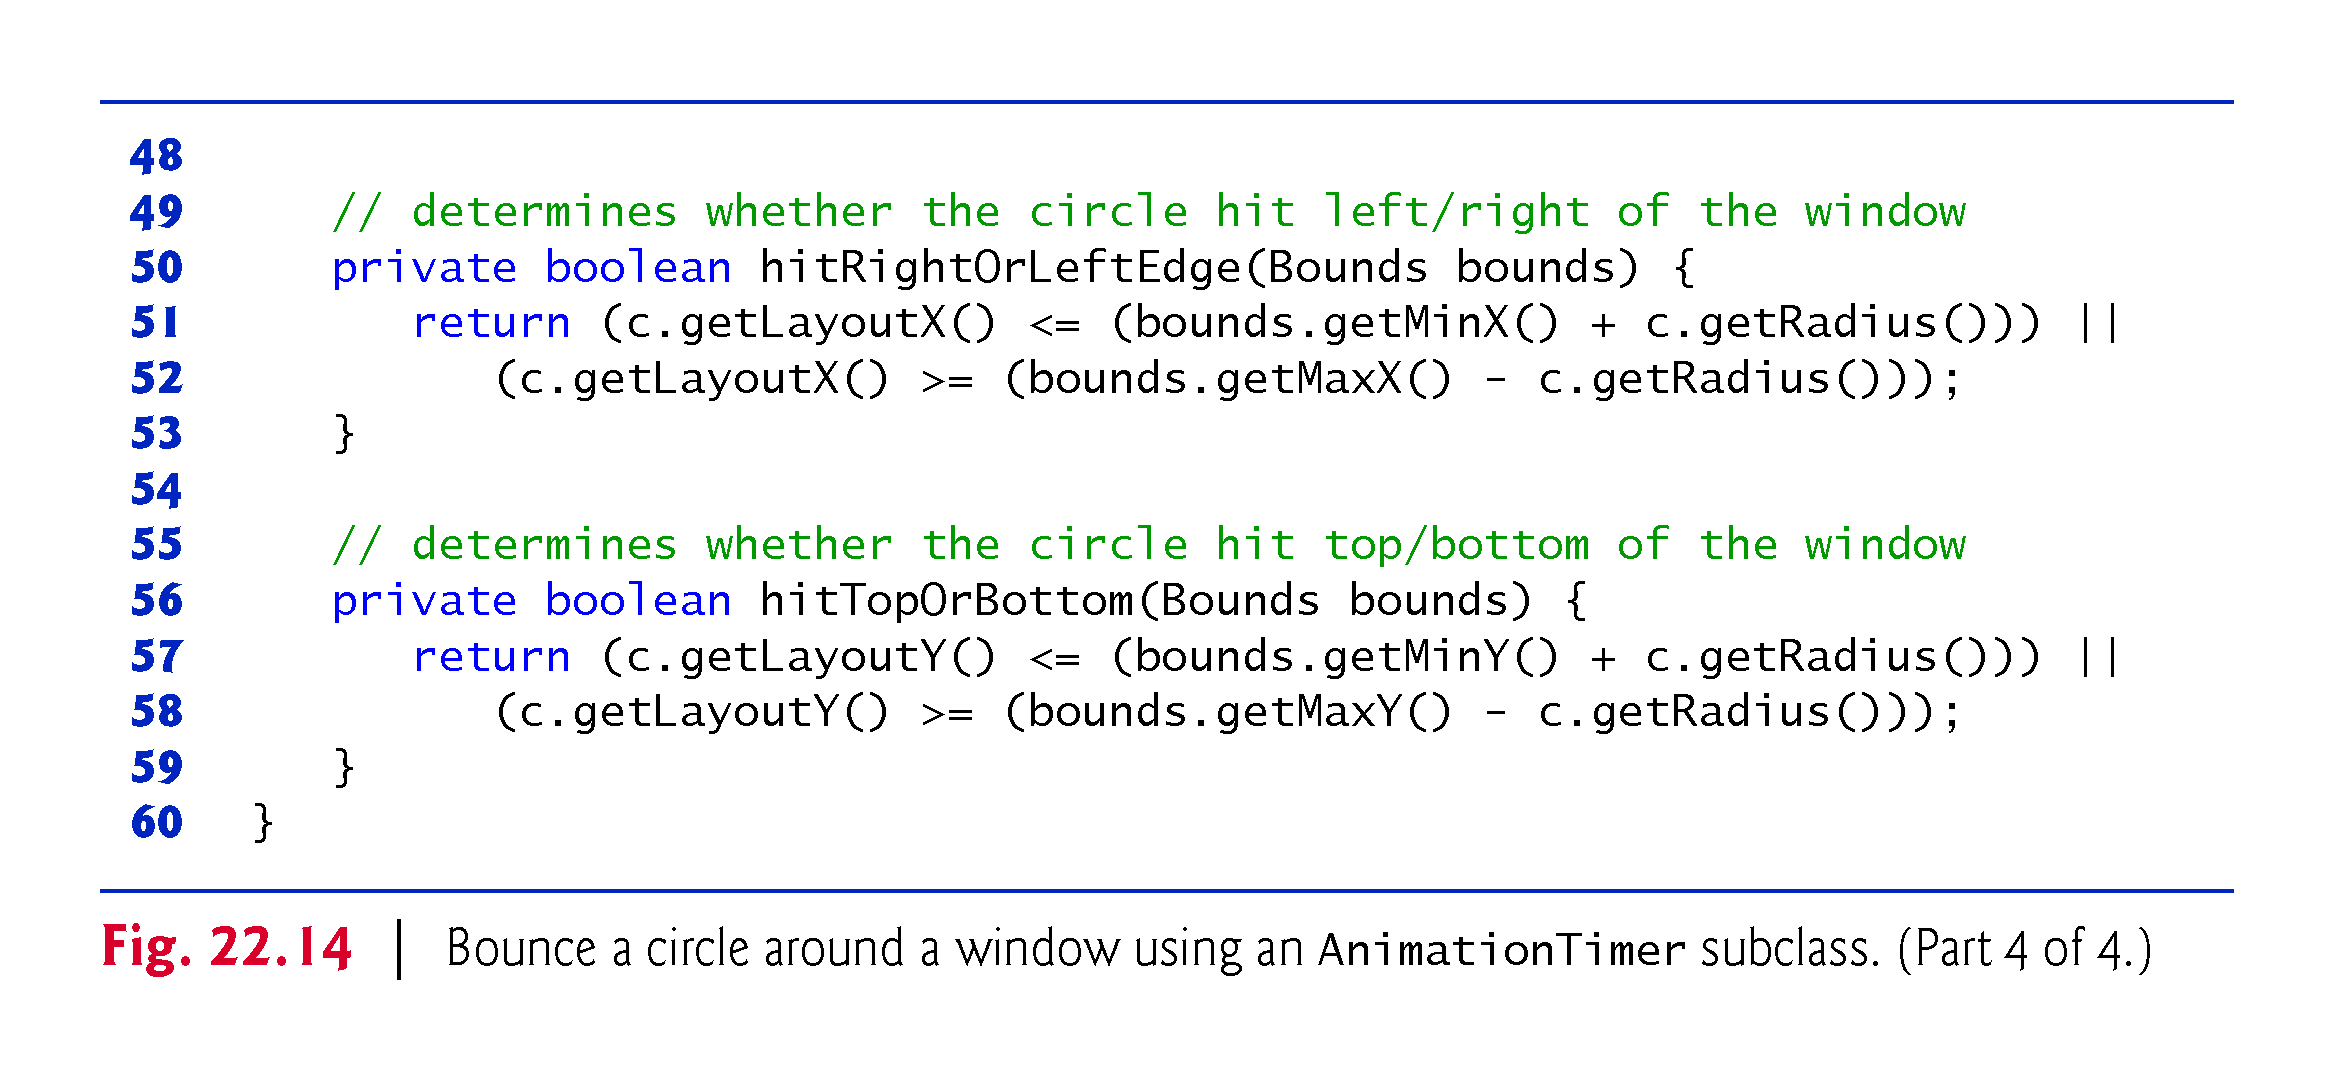 48
49 // determines whether the circle hit left/right of the window
50 private boolean hitRightOrLeftEdge(Bounds bounds) {
51 return (c.getLayoutX() <= (bounds.getMinX() + c.getRadius())) ||
52 (c.getLayoutX() >= (bounds.getMaxX() - c.getRadius()));
53 }
54
55 // determines whether the circle hit top/bottom of the window
56 private boolean hitTopOrBottom(Bounds bounds) {
57 return (c.getLayoutY() <= (bounds.getMinY() + c.getRadius())) ||
58 (c.getLayoutY() >= (bounds.getMaxY() - c.getRadius()));
59 }
60 }
Fig. 22.14 | Bounce a circle around a window using an AnimationTimer subclass. (Part 4 of 4.)